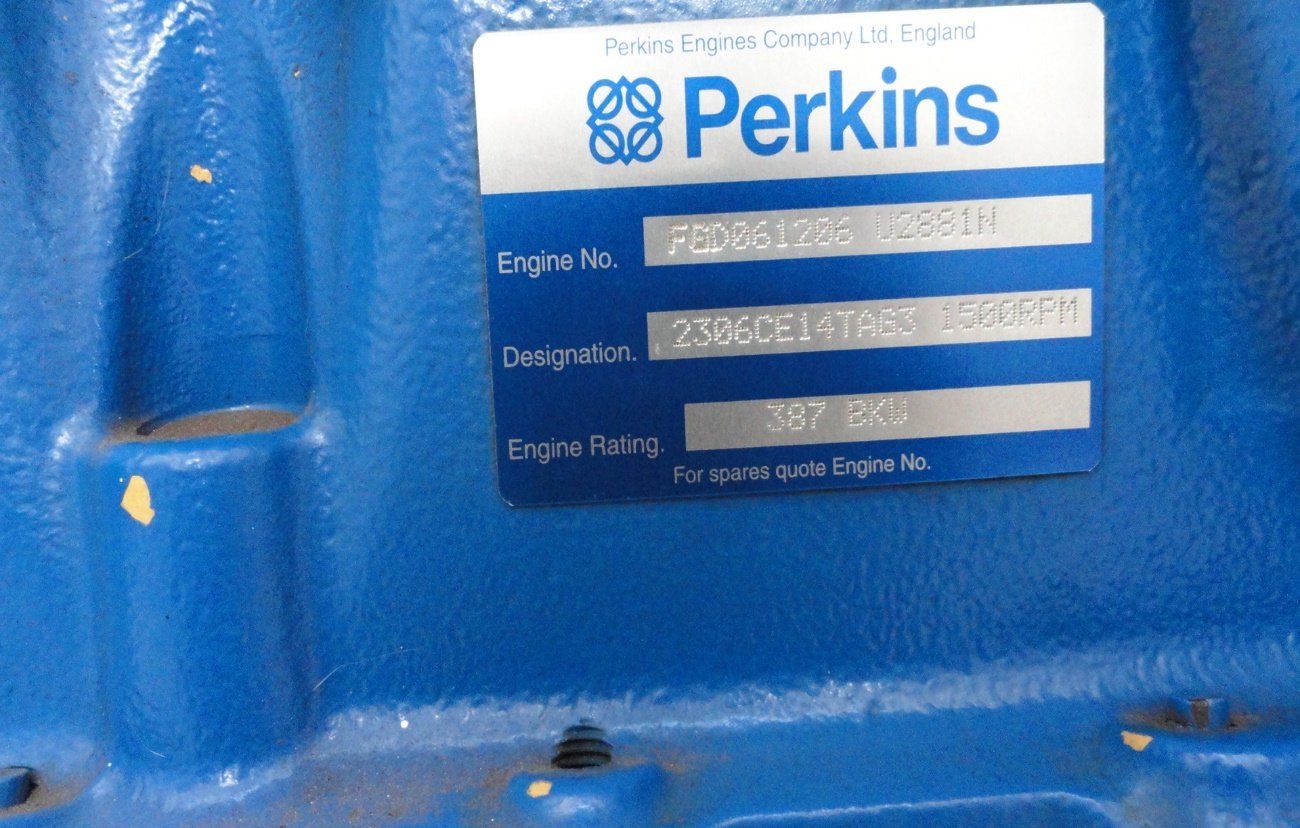 Perkins Engines Company Ltd. England
Perkins
Engine No. FGD061206 U2881N
Designation. 2306CE14TAG3 1500RPM
Engine Rating. 387 BKW
For spares quote Engine No.